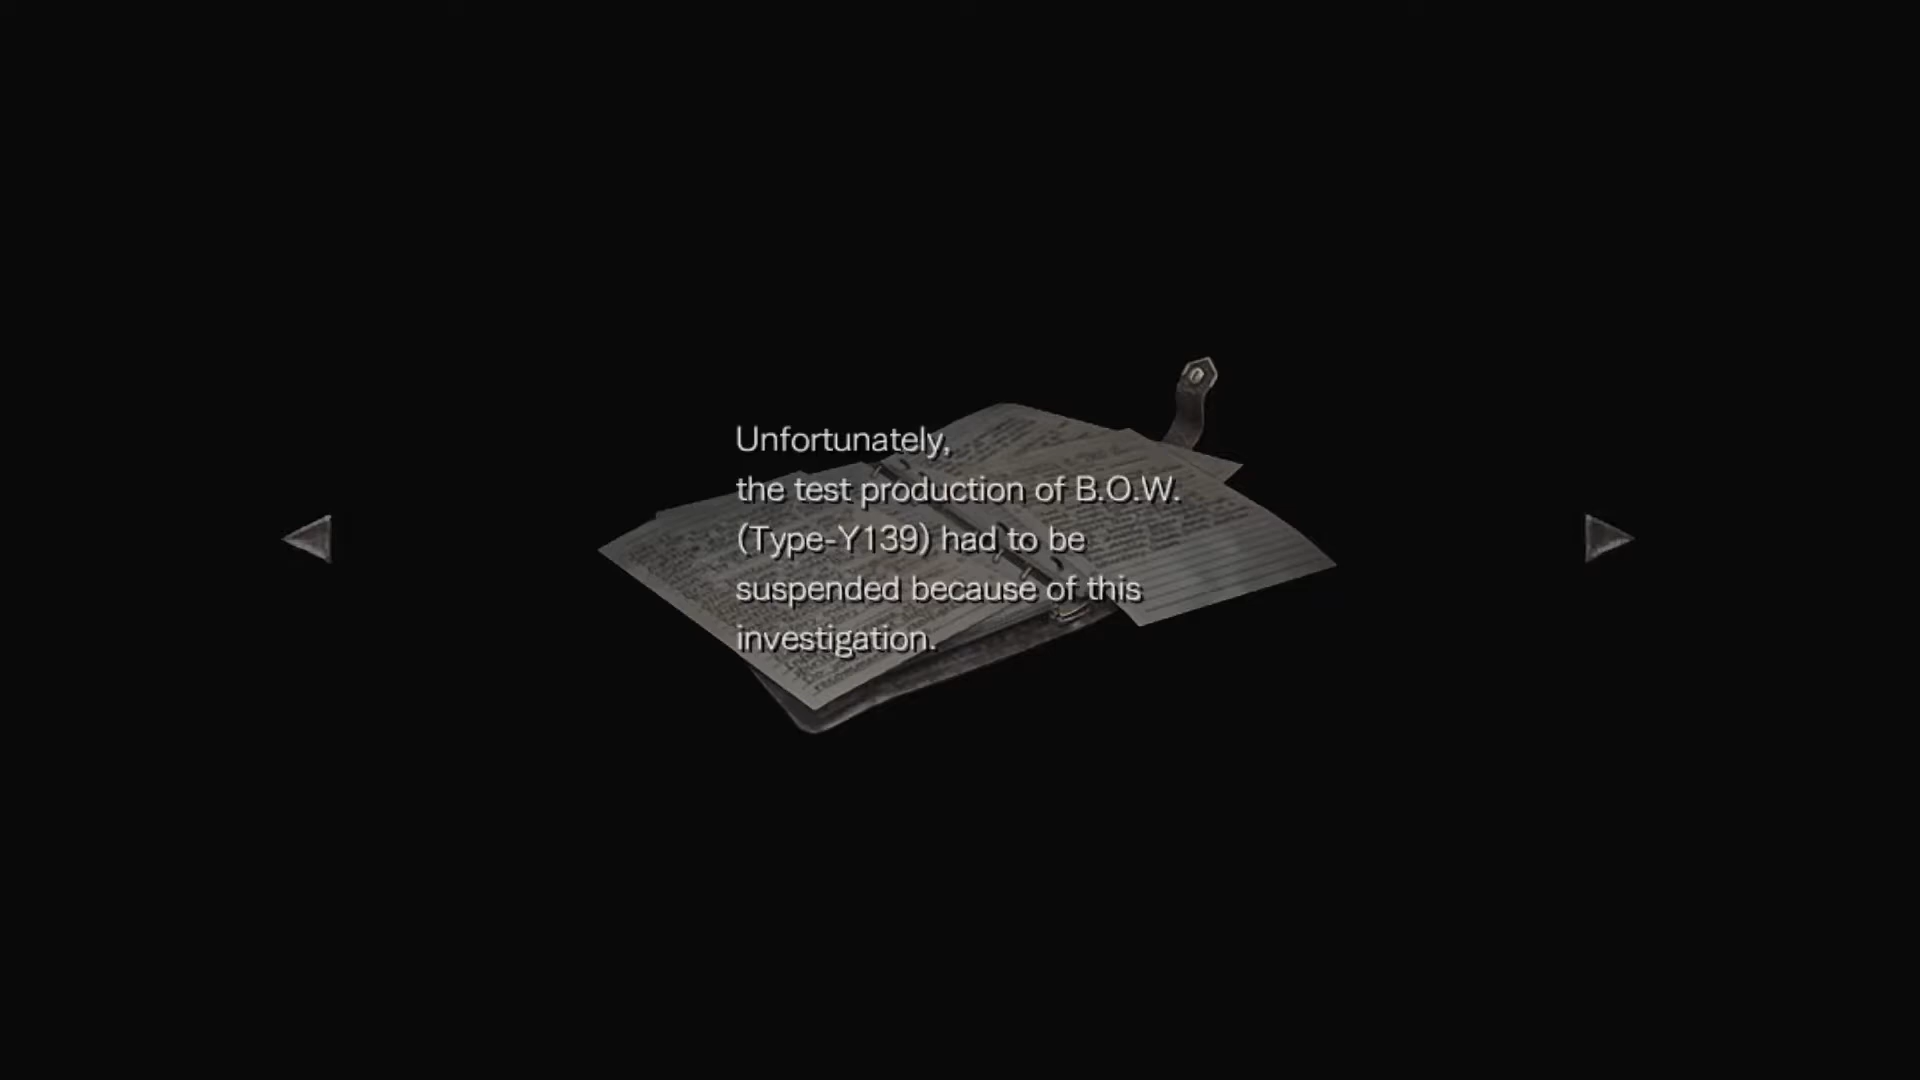 Unfortunately,
the test production of B.O.W.
(Type-Y139) had to be
suspended because of this
investigation.